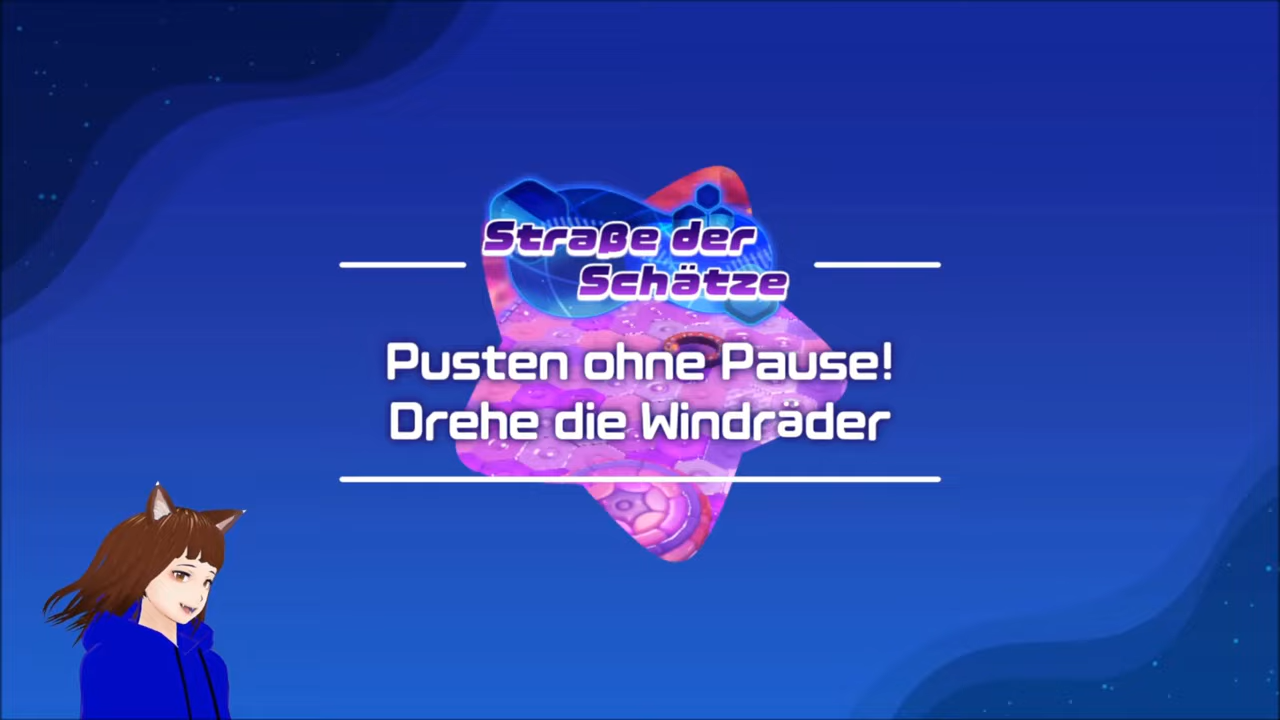 Straße der
Schätze
Pusten ohne Pause!
Drehe die Windräder